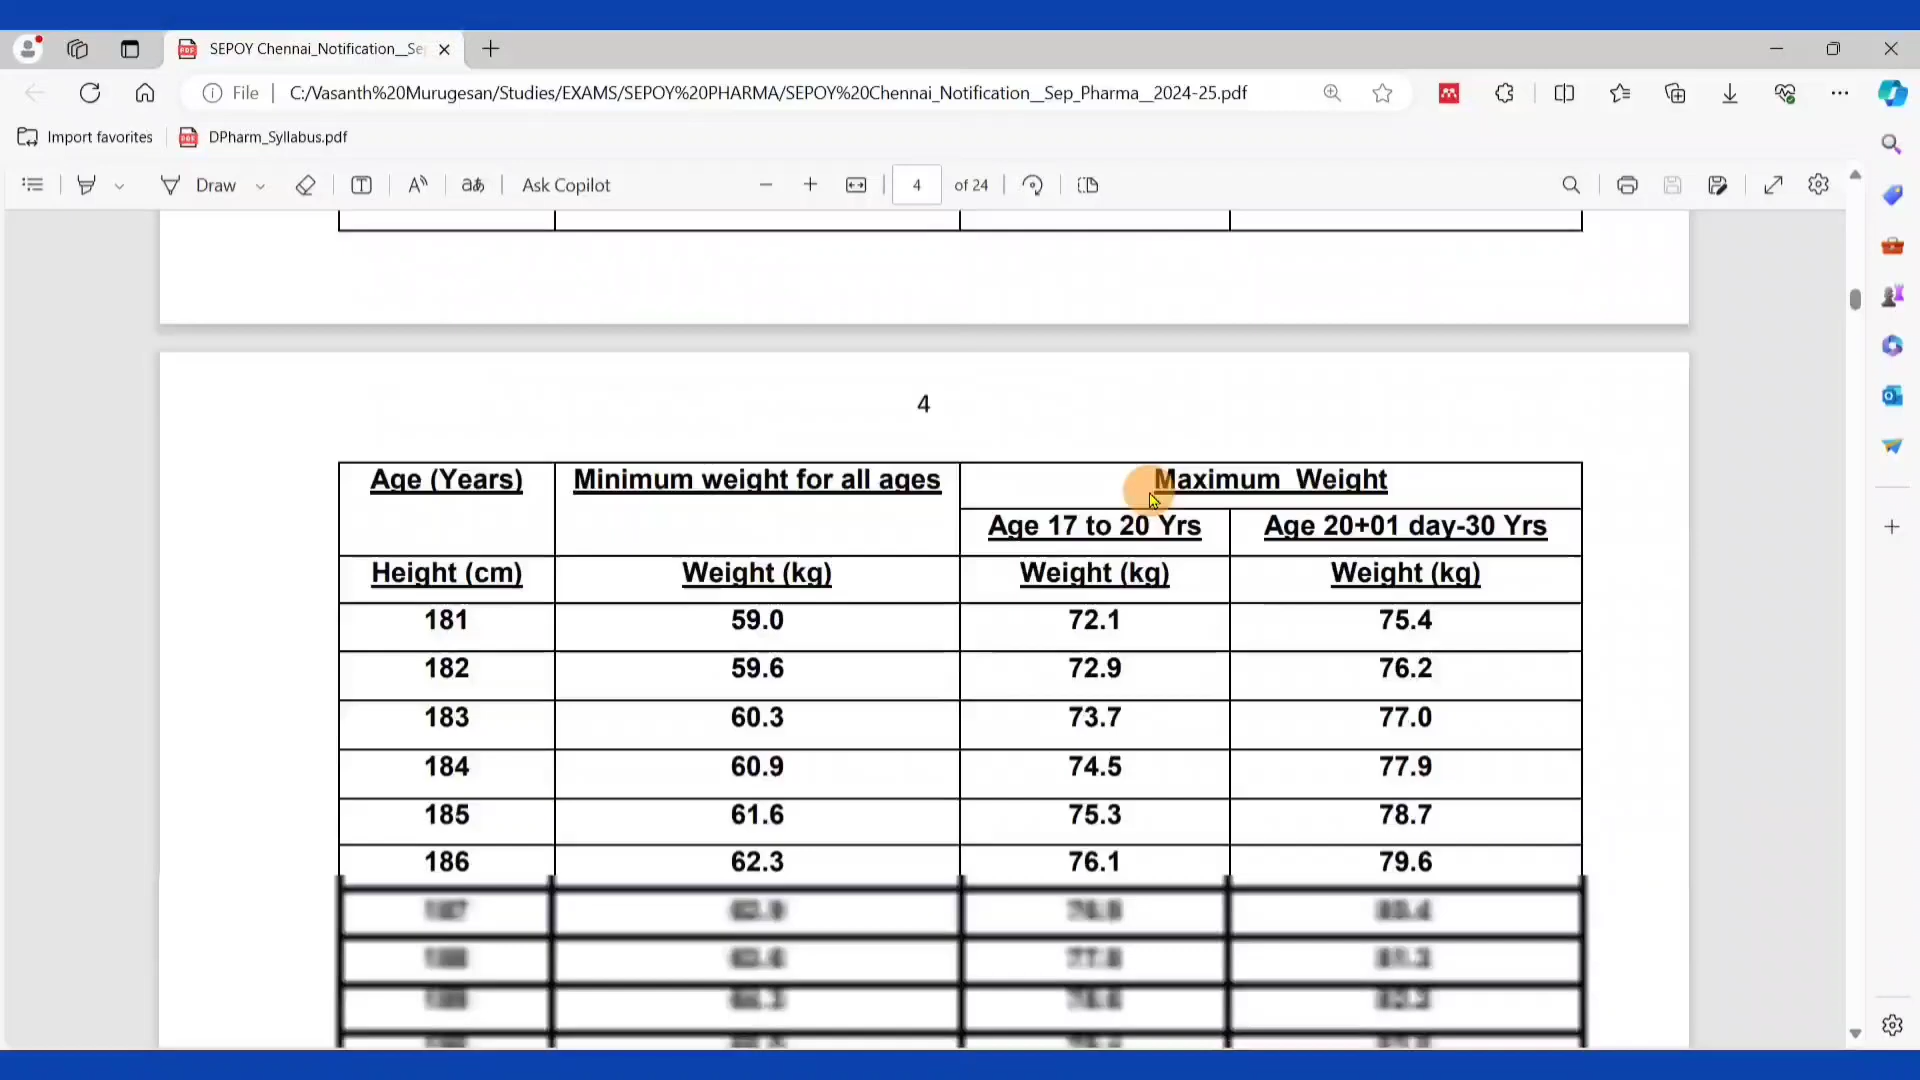 SEPOY Chennai_Notification__Se
File
C:/Vasanth%20Murugesan/Studies/EXAMS/SEPOY%20PHARMA/SEPOY%20Chennai_Notification__Sep_Pharma__2024-25.pdf
Import favorites
DPharm_Syllabus.pdf
Draw
aあ
Ask Copilot
4 of 24
4
Age (Years) Minimum weight for all ages Maximum Weight
Age 17 to 20 Yrs Age 20+01 day-30 Yrs
Height (cm) Weight (kg) Weight (kg) Weight (kg)
181 59.0 72.1 75.4
182 59.6 72.9 76.2
183 60.3 73.7 77.0
184 60.9 74.5 77.9
185 61.6 75.3 78.7
186 62.3 76.1 79.6